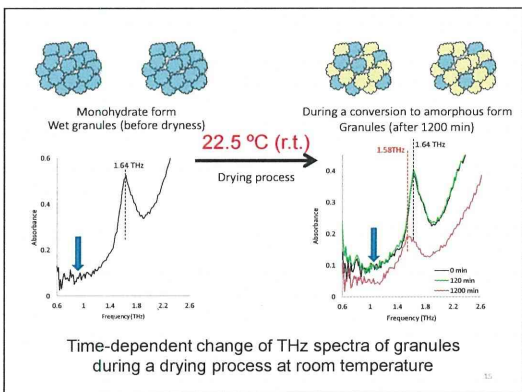 Monohydrate form
Wet granules (before dryness)
22.5 ºC (r.t.)
Drying process
During a conversion to amorphous form
Granules (after 1200 min)
0.6
0.4
0.2
0
Absorbance
1.64 THz
0.6
1
1.4
1.8
2.2
2.6
Frequency(THz)
0.5
0.4
0.3
0.2
0.1
0
Absorbance
1.58THz
1.64 THz
0 min
120 min
1200 min
0.6
1
1.4
1.8
2.2
2.6
Frequency (THz)
Time-dependent change of THz spectra of granules
during a drying process at room temperature
15